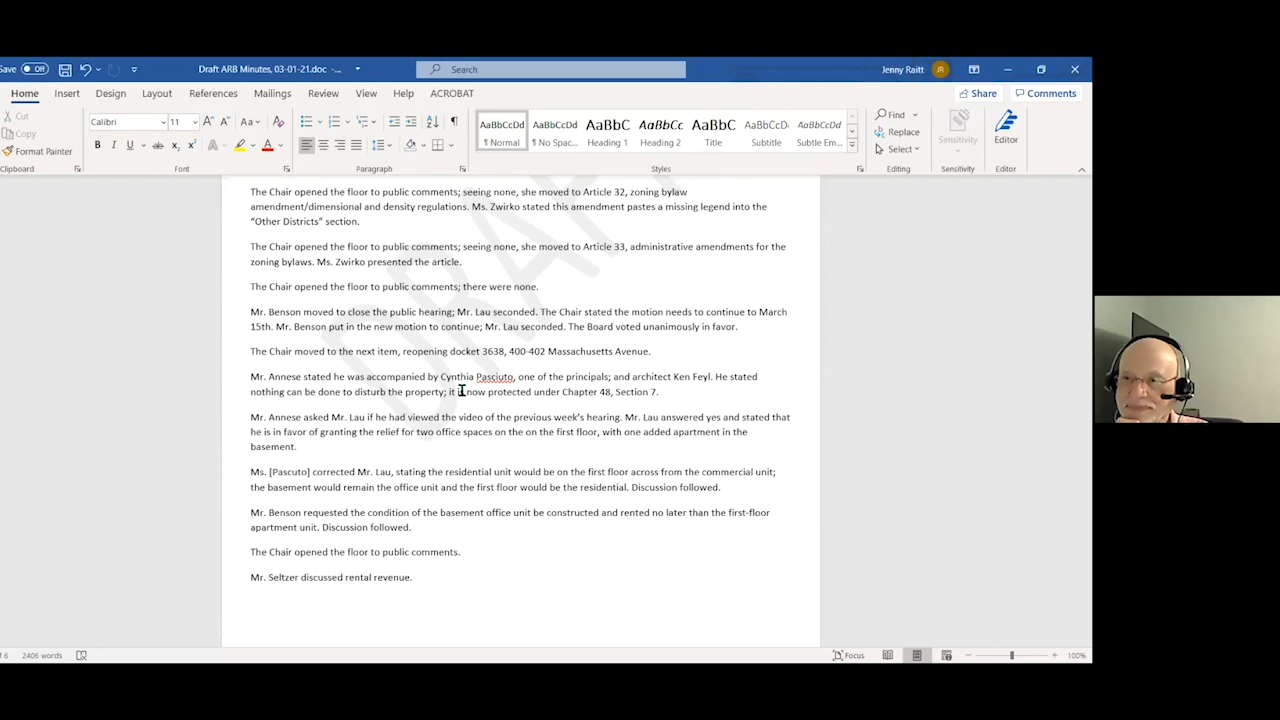 Save Off
Draft ARB Minutes, 03-01-21.doc -...
Search
Jenny Raitt JR
Home Insert Design Layout References Mailings Review View Help ACROBAT
Share Comments
Cut
Copy
Format Painter
Clipboard
Calibri 11
Font
Paragraph
AaBbCcDd AaBbCcDd AaBbC AaBbCc AaBbC AaBbCcD AaBbCcDd
¶ Normal ¶ No Spac... Heading 1 Heading 2 Title Subtitle Subtle Em...
Styles
Find
Replace
Select
Editing
Sensitivity
Sensitivity
Editor
Editor
DRAFT
The Chair opened the floor to public comments; seeing none, she moved to Article 32, zoning bylaw
amendment/dimensional and density regulations. Ms. Zwirko stated this amendment pastes a missing legend into the
“Other Districts” section.
The Chair opened the floor to public comments; seeing none, she moved to Article 33, administrative amendments for the
zoning bylaws. Ms. Zwirko presented the article.
The Chair opened the floor to public comments; there were none.
Mr. Benson moved to close the public hearing; Mr. Lau seconded. The Chair stated the motion needs to continue to March
15th. Mr. Benson put in the new motion to continue; Mr. Lau seconded. The Board voted unanimously in favor.
The Chair moved to the next item, reopening docket 3638, 400-402 Massachusetts Avenue.
Mr. Annese stated he was accompanied by Cynthia Pasciuto, one of the principals; and architect Ken Feyl. He stated
nothing can be done to disturb the property; it now protected under Chapter 48, Section 7.
Mr. Annese asked Mr. Lau if he had viewed the video of the previous week’s hearing. Mr. Lau answered yes and stated that
he is in favor of granting the relief for two office spaces on the on the first floor, with one added apartment in the
basement.
Ms. [Pascuto] corrected Mr. Lau, stating the residential unit would be on the first floor across from the commercial unit;
the basement would remain the office unit and the first floor would be the residential. Discussion followed.
Mr. Benson requested the condition of the basement office unit be constructed and rented no later than the first-floor
apartment unit. Discussion followed.
The Chair opened the floor to public comments.
Mr. Seltzer discussed rental revenue.
of 6 2406 words
Focus
100%